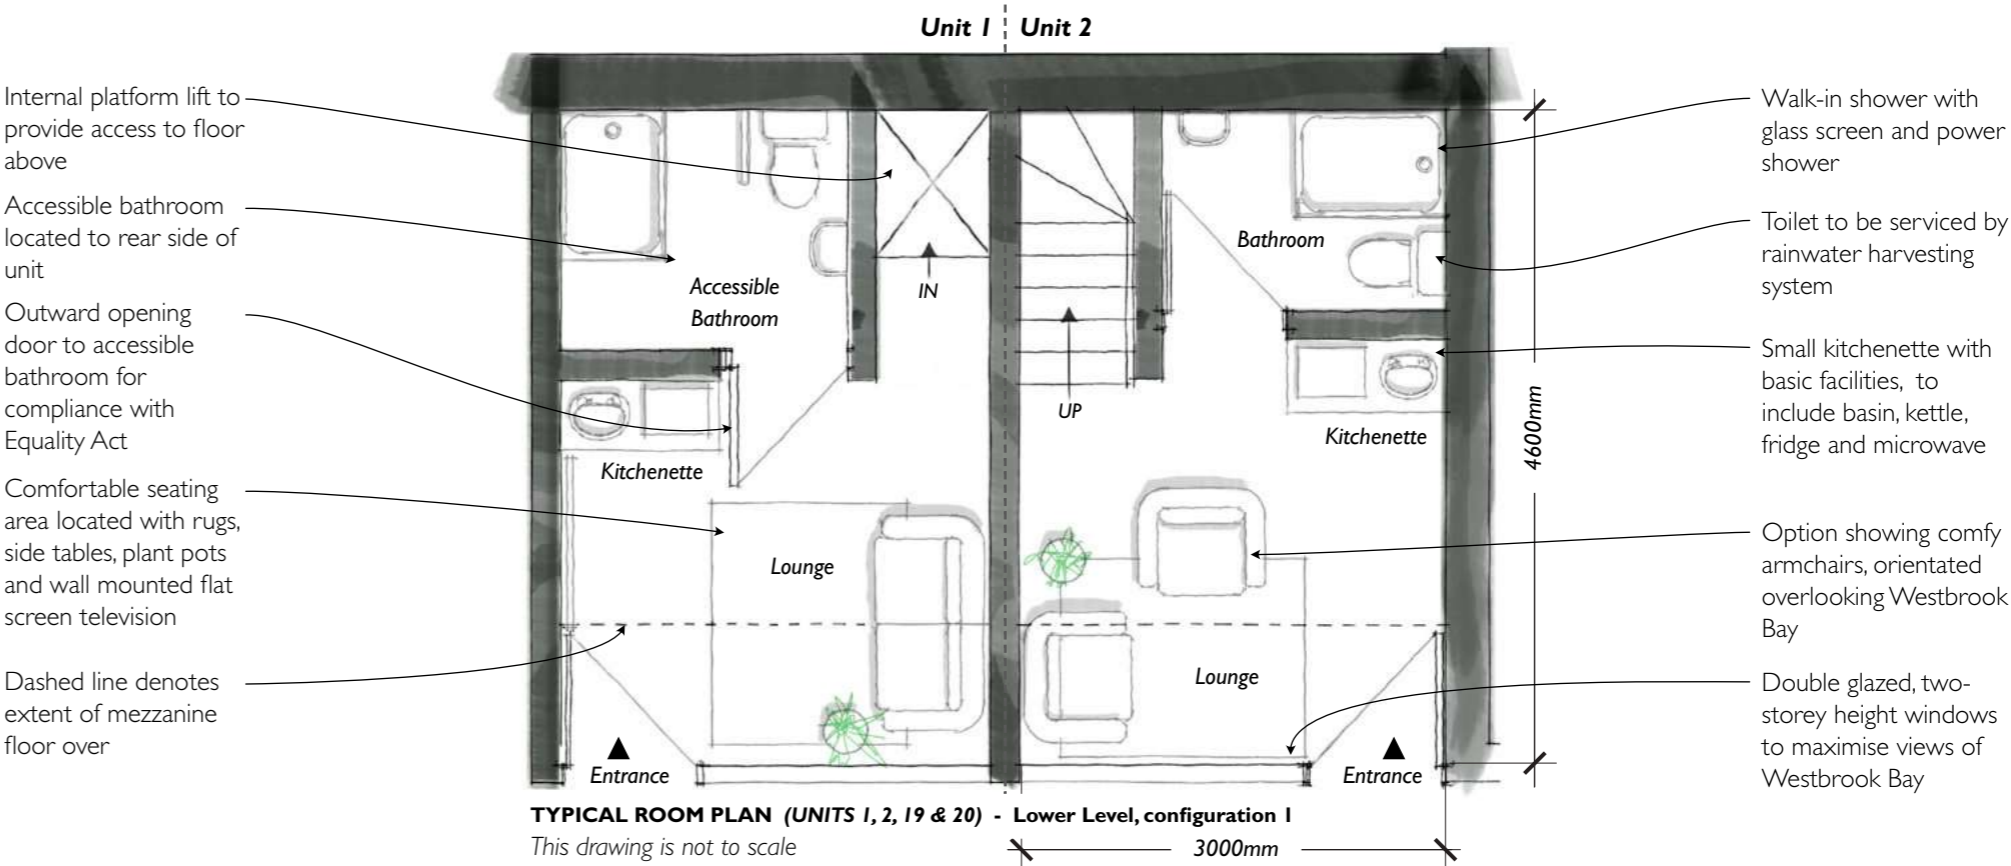 Unit 1 Unit 2
Internal platform lift to
provide access to floor
above
Accessible bathroom
located to rear side of
unit
Outward opening
door to accessible
bathroom for
compliance with
Equality Act
Comfortable seating
area located with rugs,
side tables, plant pots
and wall mounted flat
screen television
Dashed line denotes
extent of mezzanine
floor over
Accessible
Bathroom
IN
Kitchenette
Lounge
Entrance
Bathroom
UP
Kitchenette
Lounge
Entrance
4600mm
Walk-in shower with
glass screen and power
shower
Toilet to be serviced by
rainwater harvesting
system
Small kitchenette with
basic facilities, to
include basin, kettle,
fridge and microwave
Option showing comfy
armchairs, orientated
overlooking Westbrook
Bay
Double glazed, two-
storey height windows
to maximise views of
Westbrook Bay
TYPICAL ROOM PLAN (UNITS 1, 2, 19 & 20) - Lower Level, configuration 1
This drawing is not to scale
3000mm